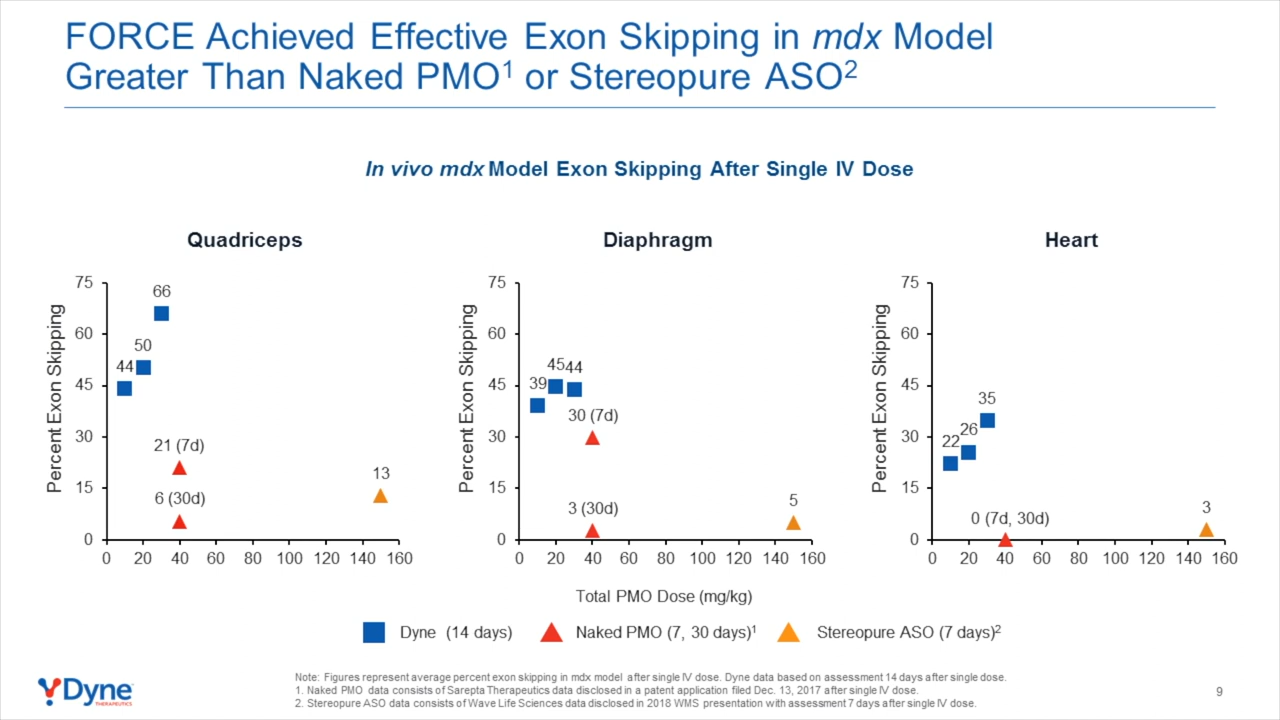 FORCE Achieved Effective Exon Skipping in mdx Model
Greater Than Naked PMO1 or Stereopure ASO2
In vivo mdx Model Exon Skipping After Single IV Dose
Quadriceps
Percent Exon Skipping
75
60
45
30
15
0
0 20 40 60 80 100 120 140 160
44
50
66
21 (7d)
6 (30d)
13
Diaphragm
Percent Exon Skipping
75
60
45
30
15
0
0 20 40 60 80 100 120 140 160
39
45
44
30 (7d)
3 (30d)
5
Heart
Percent Exon Skipping
75
60
45
30
15
0
0 20 40 60 80 100 120 140 160
22
26
35
0 (7d, 30d)
3
Total PMO Dose (mg/kg)
Dyne (14 days)
Naked PMO (7, 30 days)1
Stereopure ASO (7 days)2
Dyne
THERAPEUTICS
Note: Figures represent average percent exon skipping in mdx model after single IV dose. Dyne data based on assessment 14 days after single dose.
1. Naked PMO data consists of Sarepta Therapeutics data disclosed in a patent application filed Dec. 13, 2017 after single IV dose.
2. Stereopure ASO data consists of Wave Life Sciences data disclosed in 2018 WMS presentation with assessment 7 days after single IV dose.
9